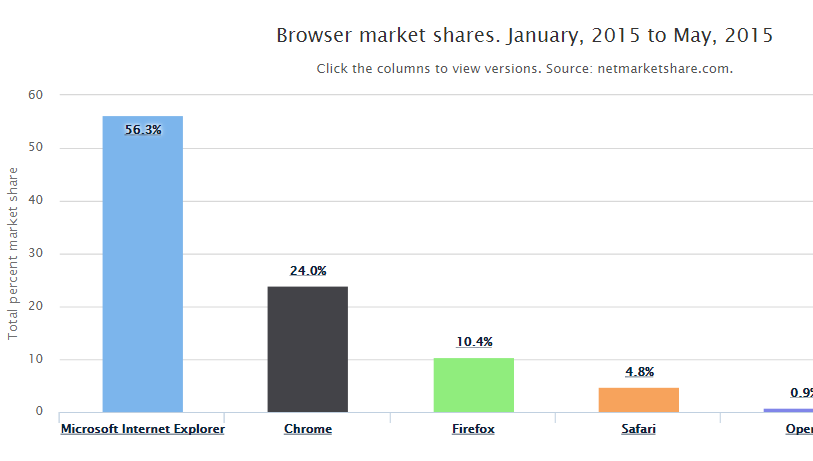 Browser market shares. January, 2015 to May, 2015
Click the columns to view versions. Source: netmarketshare.com.
Total percent market share
60
50
40
30
20
10
0
56.3%
24.0%
10.4%
4.8%
0.9%
Microsoft Internet Explorer
Chrome
Firefox
Safari